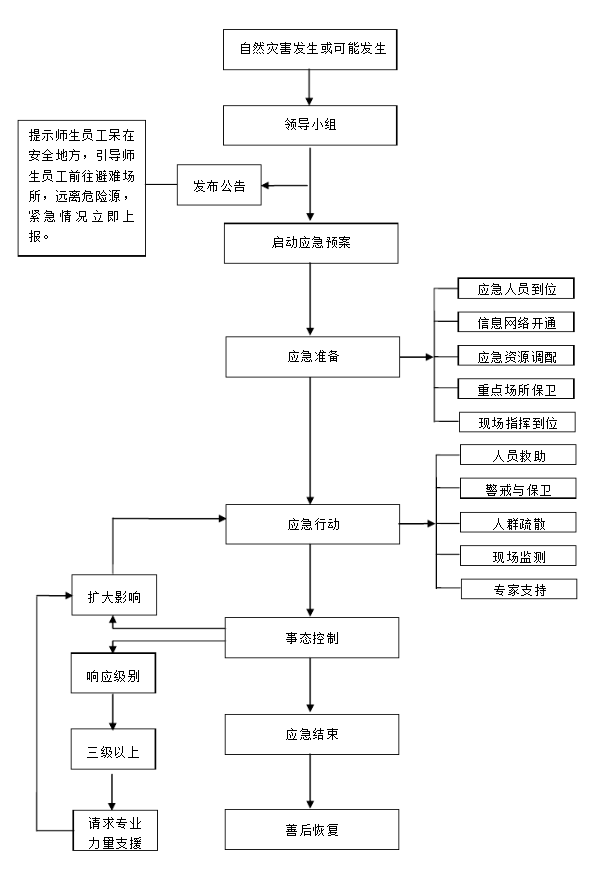 自然灾害发生或可能发生
领导小组
提示师生员工呆在
安全地方，引导师
生员工前往避难场
所，远离危险源，
紧急情况立即上
报。
发布公告
启动应急预案
应急准备
应急人员到位
信息网络开通
应急资源调配
重点场所保卫
现场指挥到位
应急行动
人员救助
警戒与保卫
人群疏散
现场监测
专家支持
扩大影响
事态控制
响应级别
三级以上
请求专业
力量支援
应急结束
善后恢复